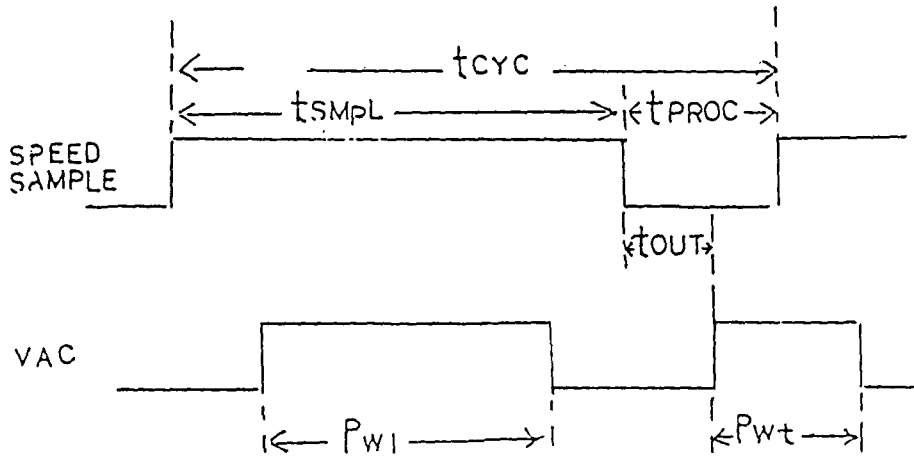 tCYC
tSMPL tPROC
SPEED
SAMPLE
tOUT
VAC
PW1 PWt